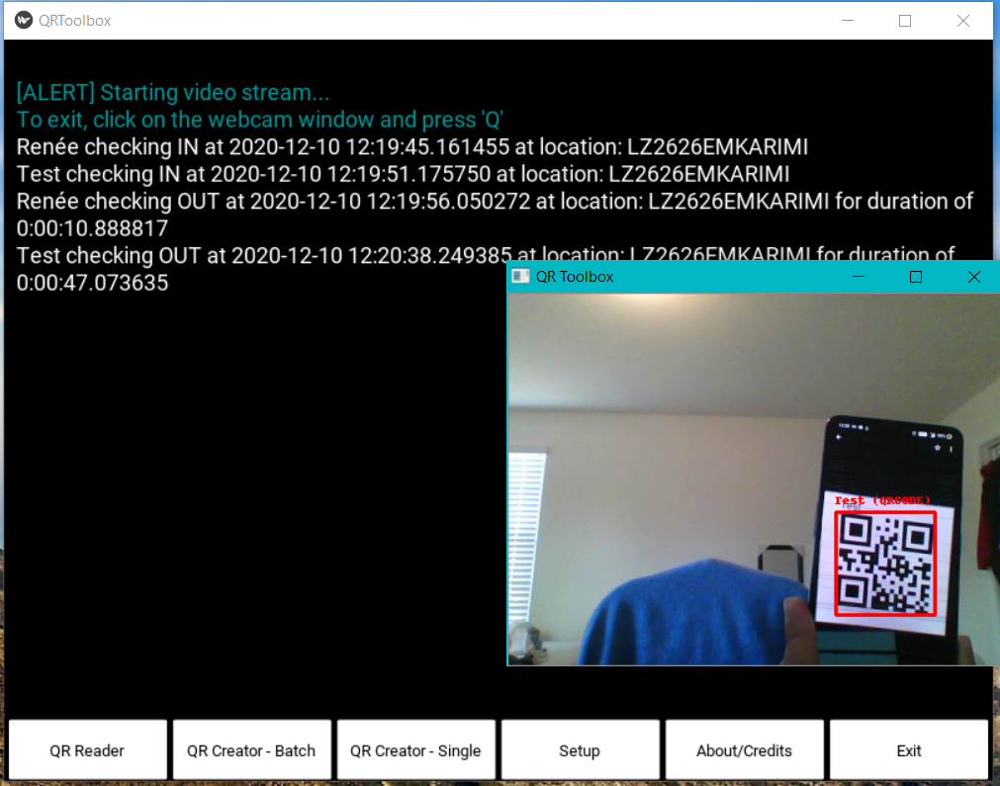 QRToolbox
[ALERT] Starting video stream...
To exit, click on the webcam window and press 'Q'
Renée checking IN at 2020-12-10 12:19:45.161455 at location: LZ2626EMKARIMI
Test checking IN at 2020-12-10 12:19:51.175750 at location: LZ2626EMKARIMI
Renée checking OUT at 2020-12-10 12:19:56.050272 at location: LZ2626EMKARIMI for duration of
0:00:10.888817
Test checking OUT at 2020-12-10 12:20:38.249385 at location: LZ2626EMKARIMI for duration of
0:00:47.073635
QR Toolbox
Test (QRCODE)
Test
QR Reader
QR Creator - Batch
QR Creator - Single
Setup
About/Credits
Exit